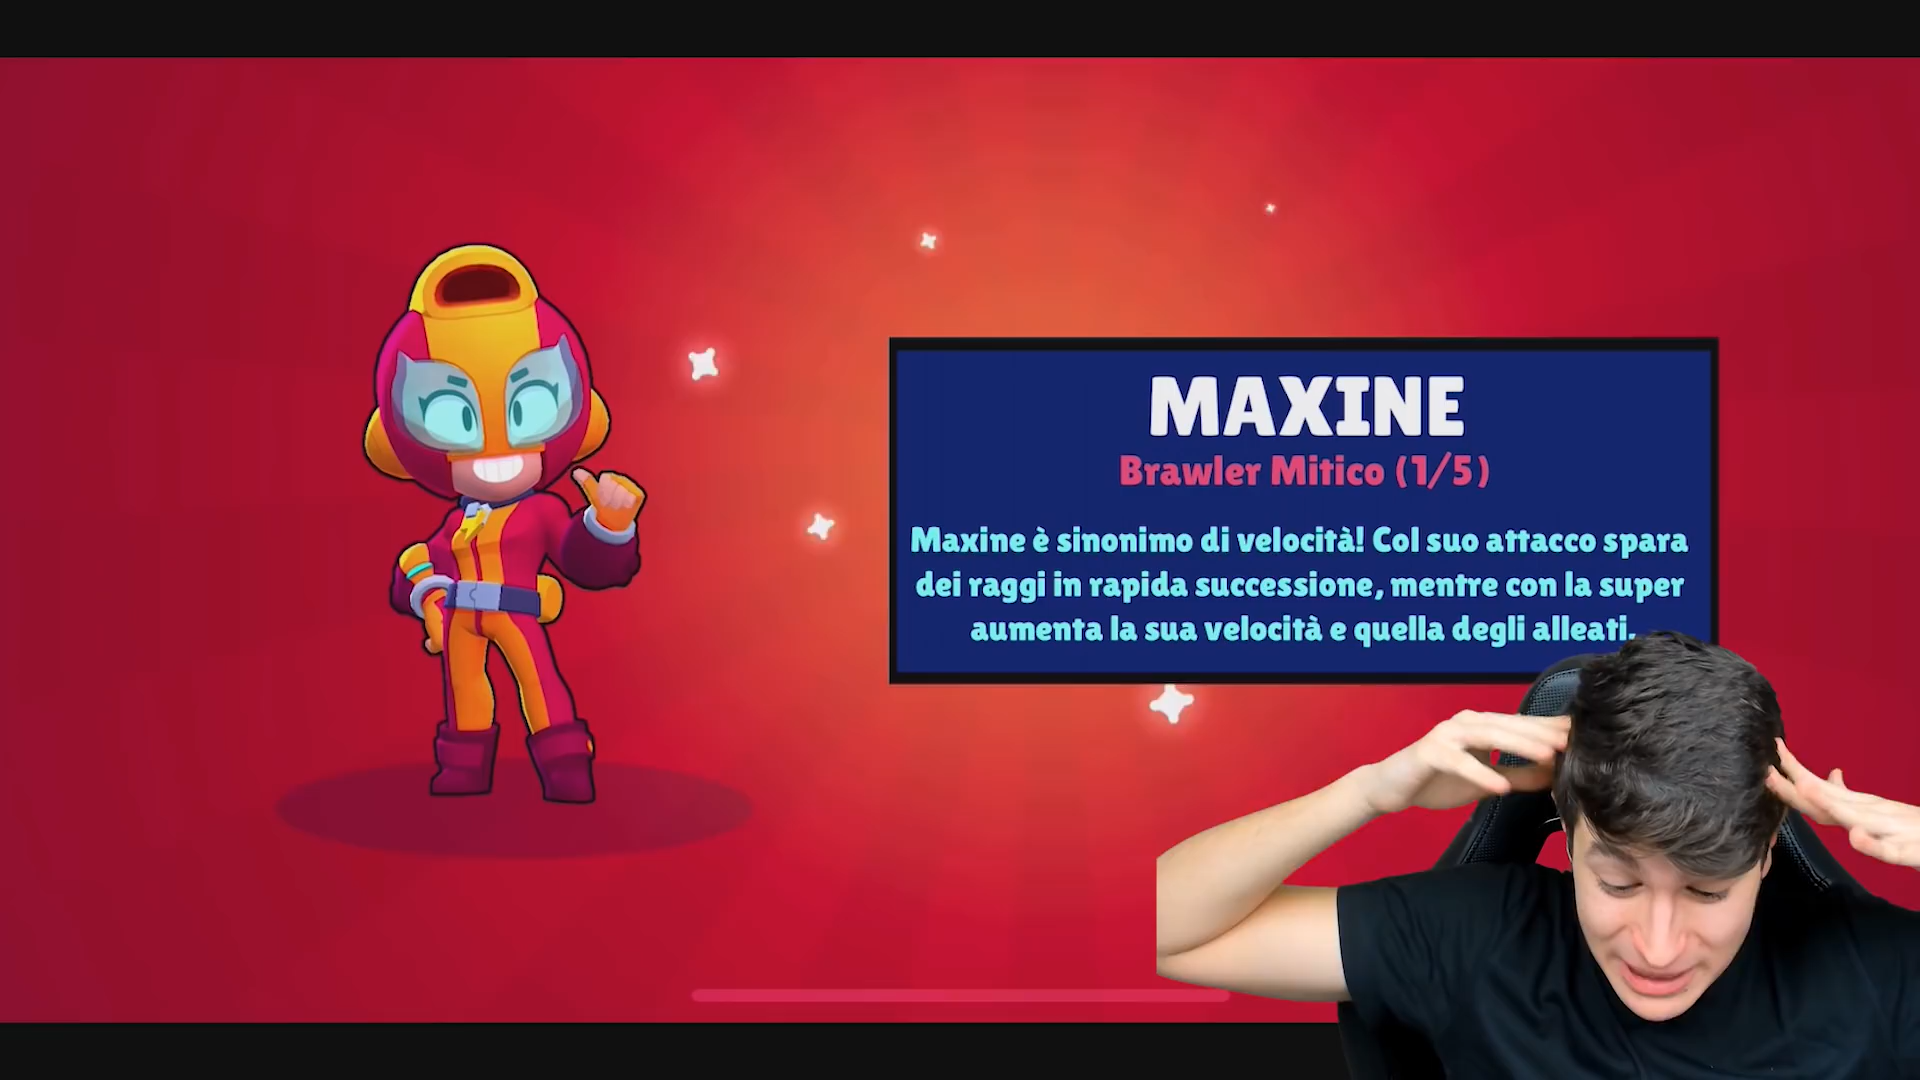 MAXINE
Brawler Mitico (1/5)
Maxine è sinonimo di velocità! Col suo attacco spara
dei raggi in rapida successione, mentre con la super
aumenta la sua velocità e quella degli alleati.